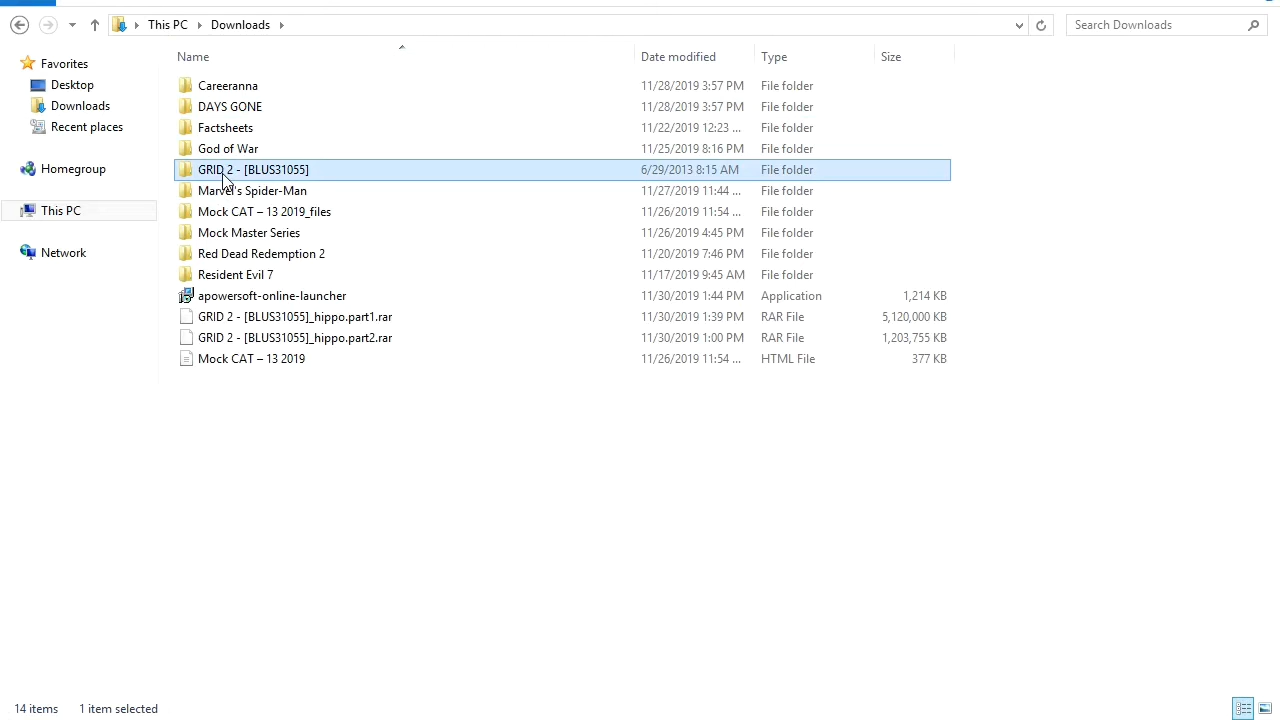 This PC Downloads Search Downloads
Name Date modified Type Size
Favorites
Desktop
Downloads
Recent places
Homegroup
This PC
Network
Careeranna 11/28/2019 3:57 PM File folder
DAYS GONE 11/28/2019 3:57 PM File folder
Factsheets 11/22/2019 12:23 ... File folder
God of War 11/25/2019 8:16 PM File folder
GRID 2 - [BLUS31055] 6/29/2013 8:15 AM File folder
Marvel's Spider-Man 11/27/2019 11:44 ... File folder
Mock CAT – 13 2019_files 11/26/2019 11:54 ... File folder
Mock Master Series 11/26/2019 4:45 PM File folder
Red Dead Redemption 2 11/20/2019 7:46 PM File folder
Resident Evil 7 11/17/2019 9:45 AM File folder
apowersoft-online-launcher 11/30/2019 1:44 PM Application 1,214 KB
GRID 2 - [BLUS31055]_hippo.part1.rar 11/30/2019 1:39 PM RAR File 5,120,000 KB
GRID 2 - [BLUS31055]_hippo.part2.rar 11/30/2019 1:00 PM RAR File 1,203,755 KB
Mock CAT – 13 2019 11/26/2019 11:54 ... HTML File 377 KB
14 items 1 item selected